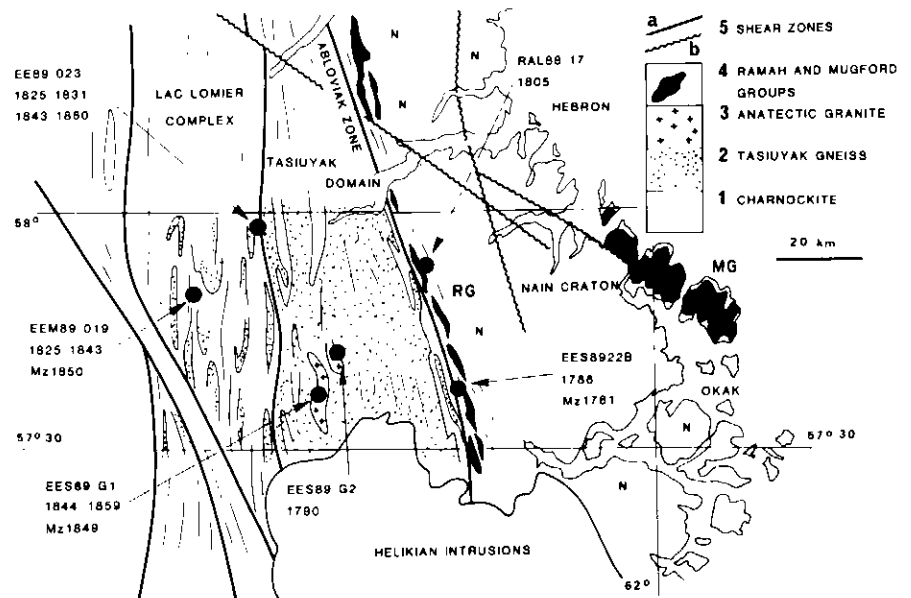 EE89 023
1825 1831
1843 1860
LAC LOMIER
COMPLEX
ABLOVIAK ZONE
N
N
N
RAL88 17
1805
HEBRON
TASIUYAK
DOMAIN
58°
a
b
5 SHEAR ZONES
4 RAMAH AND MUGFORD
GROUPS
3 ANATECTIC GRANITE
2 TASIUYAK GNEISS
1 CHARNOCKITE
20 km
MG
RG
NAIN CRATON
N
EEM89 019
1825 1843
Mz1850
EES8922B
1788
Mz1781
OKAK
N
57° 30
57° 30
EES89 G1
1844 1859
Mz1849
EES89 G2
1790
N
HELIKIAN INTRUSIONS
62°